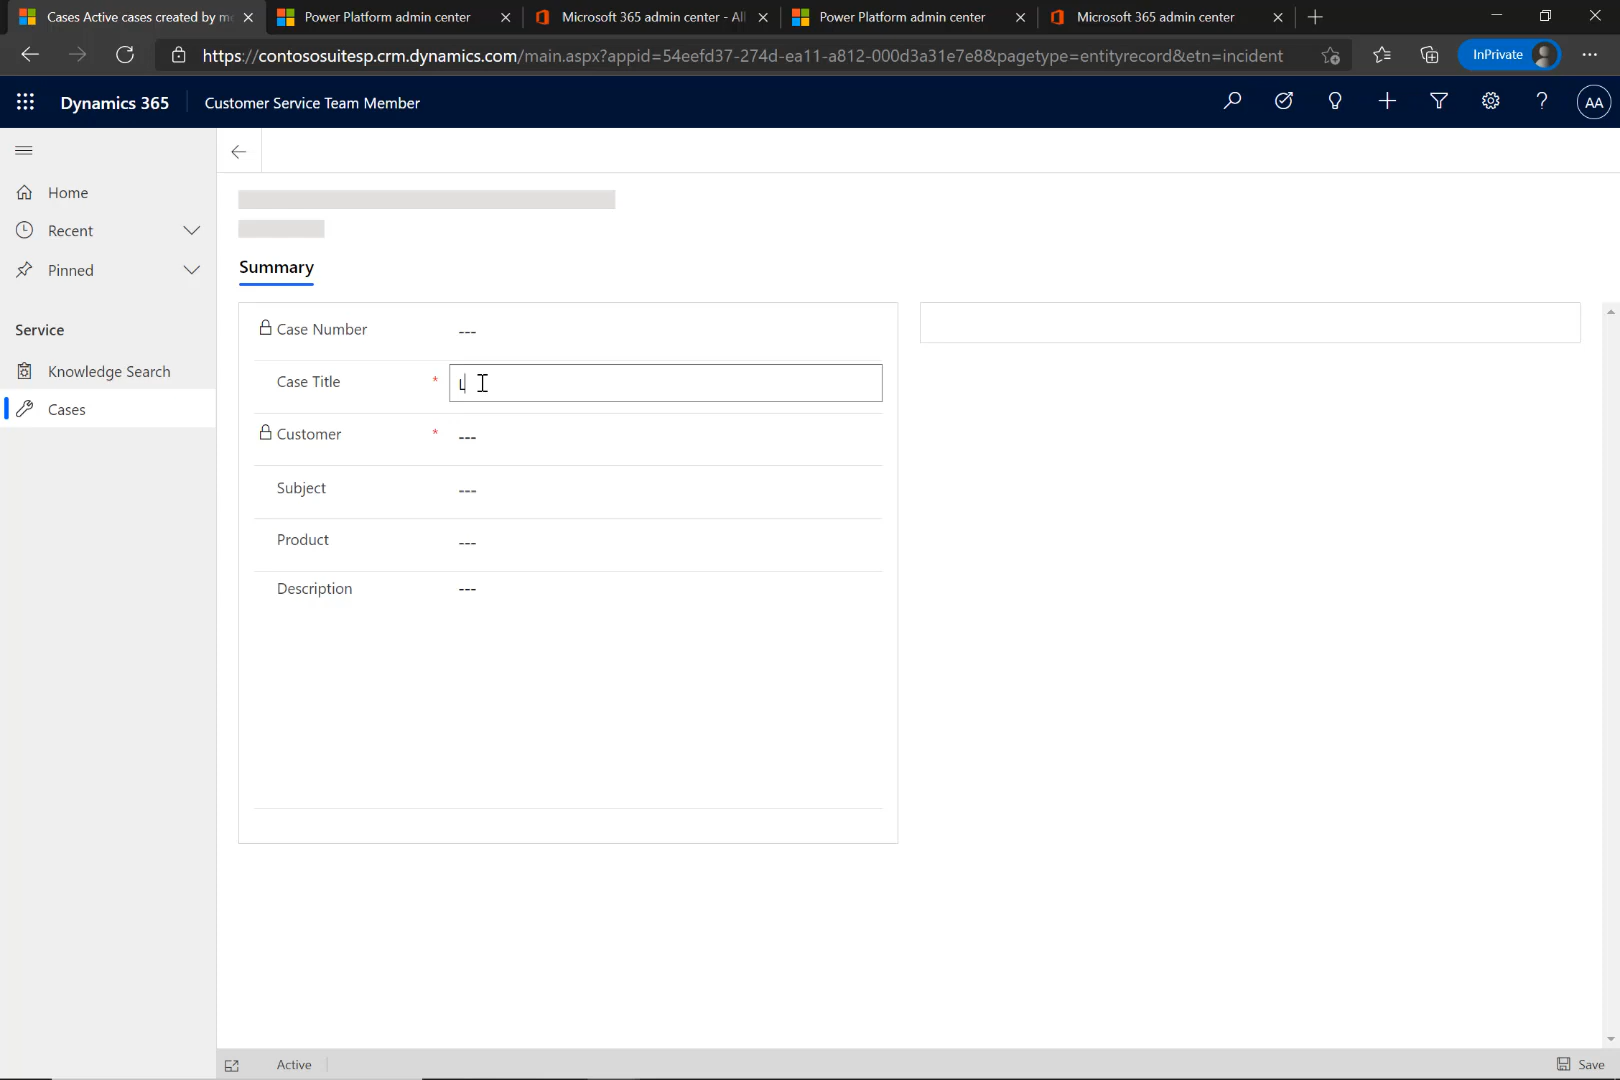 Cases Active cases created by m
Power Platform admin center
Microsoft 365 admin center - All
Power Platform admin center
Microsoft 365 admin center
https://contososuitesp.crm.dynamics.com/main.aspx?appid=54eefd37-274d-ea11-a812-000d3a31e7e8&pagetype=entityrecord&etn=incident
InPrivate
Dynamics 365
Customer Service Team Member
AA
Home
Recent
Pinned
Service
Knowledge Search
Cases
Summary
Case Number ---
Case Title * L
Customer * ---
Subject ---
Product ---
Description ---
Active
Save